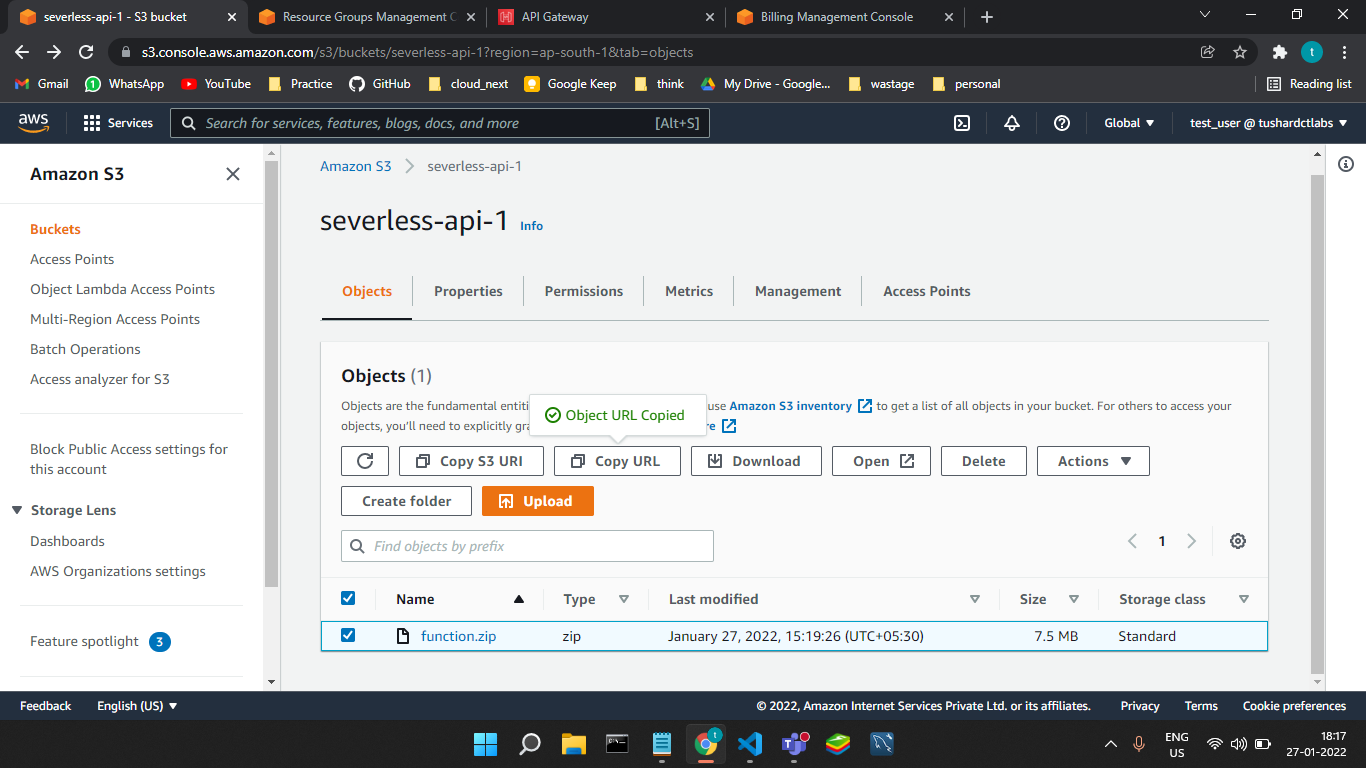 severless-api-1 - S3 bucket
Resource Groups Management C
API Gateway
Billing Management Console
s3.console.aws.amazon.com/s3/buckets/severless-api-1?region=ap-south-1&tab=objects
t
Gmail
WhatsApp
YouTube
Practice
GitHub
cloud_next
Google Keep
think
My Drive - Google...
wastage
personal
Reading list
aws
Services
Search for services, features, blogs, docs, and more
[Alt+S]
Global
test_user @ tushardctlabs
Amazon S3
Buckets
Access Points
Object Lambda Access Points
Multi-Region Access Points
Batch Operations
Access analyzer for S3
Block Public Access settings for
this account
Storage Lens
Dashboards
AWS Organizations settings
Feature spotlight 3
Amazon S3
severless-api-1
severless-api-1 Info
Objects
Properties
Permissions
Metrics
Management
Access Points
Objects (1)
Objects are the fundamental entiti
use Amazon S3 inventory
to get a list of all objects in your bucket. For others to access your
objects, you'll need to explicitly gra
re
Object URL Copied
Copy S3 URI
Copy URL
Download
Open
Delete
Actions
Create folder
Upload
Find objects by prefix
1
Name
Type
Last modified
Size
Storage class
function.zip
zip
January 27, 2022, 15:19:26 (UTC+05:30)
7.5 MB
Standard
Feedback
English (US)
© 2022, Amazon Internet Services Private Ltd. or its affiliates.
Privacy
Terms
Cookie preferences
t
ENG
US
18:17
27-01-2022